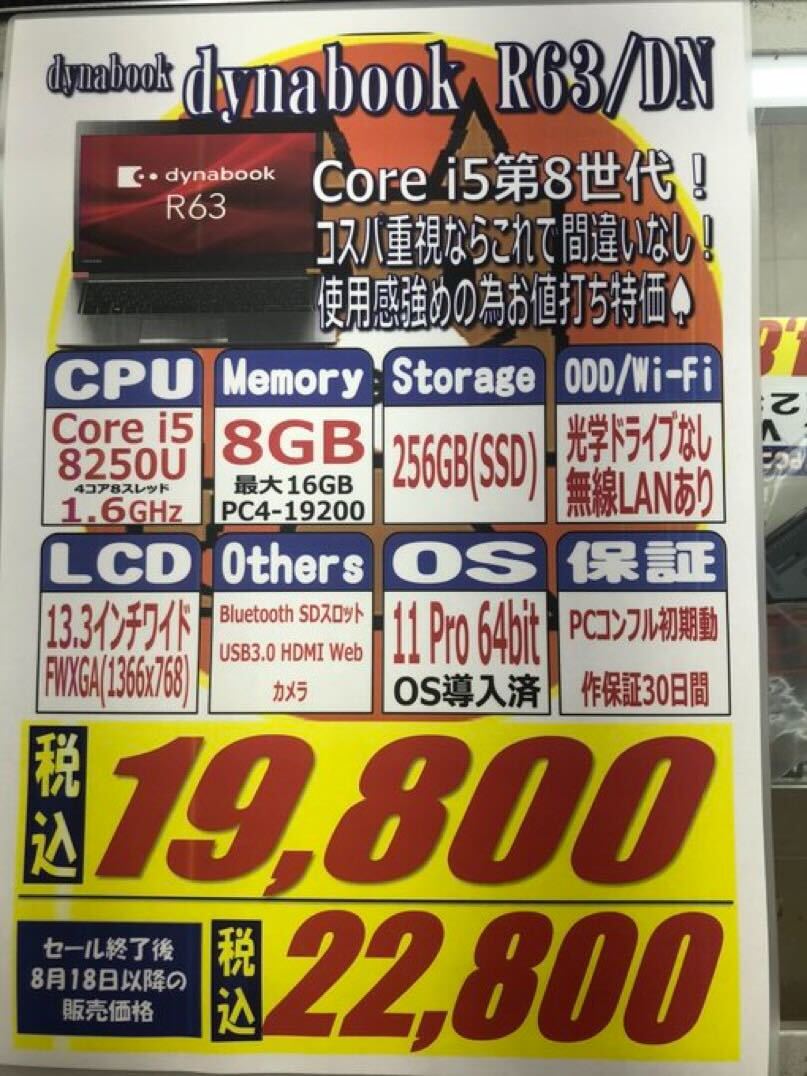 dynabook dynabook R63/DN
dynabook
R63
Core i5第8世代！
コスパ重視ならこれで間違いなし！
使用感強めの為お値打ち特価♠
CPU
Core i5
8250U
4コア8スレッド
1.6GHz
Memory
8GB
最大16GB
PC4-19200
Storage
256GB(SSD)
ODD/Wi-Fi
光学ドライブなし
無線LANあり
LCD
13.3インチワイド
FWXGA(1366x768)
Others
Bluetooth SDスロット
USB3.0 HDMI Web
カメラ
OS
11 Pro 64bit
OS導入済
保証
PCコンフル初期動
作保証30日間
税込 19,800
セール終了後
8月18日以降の
販売価格
税込 22,800